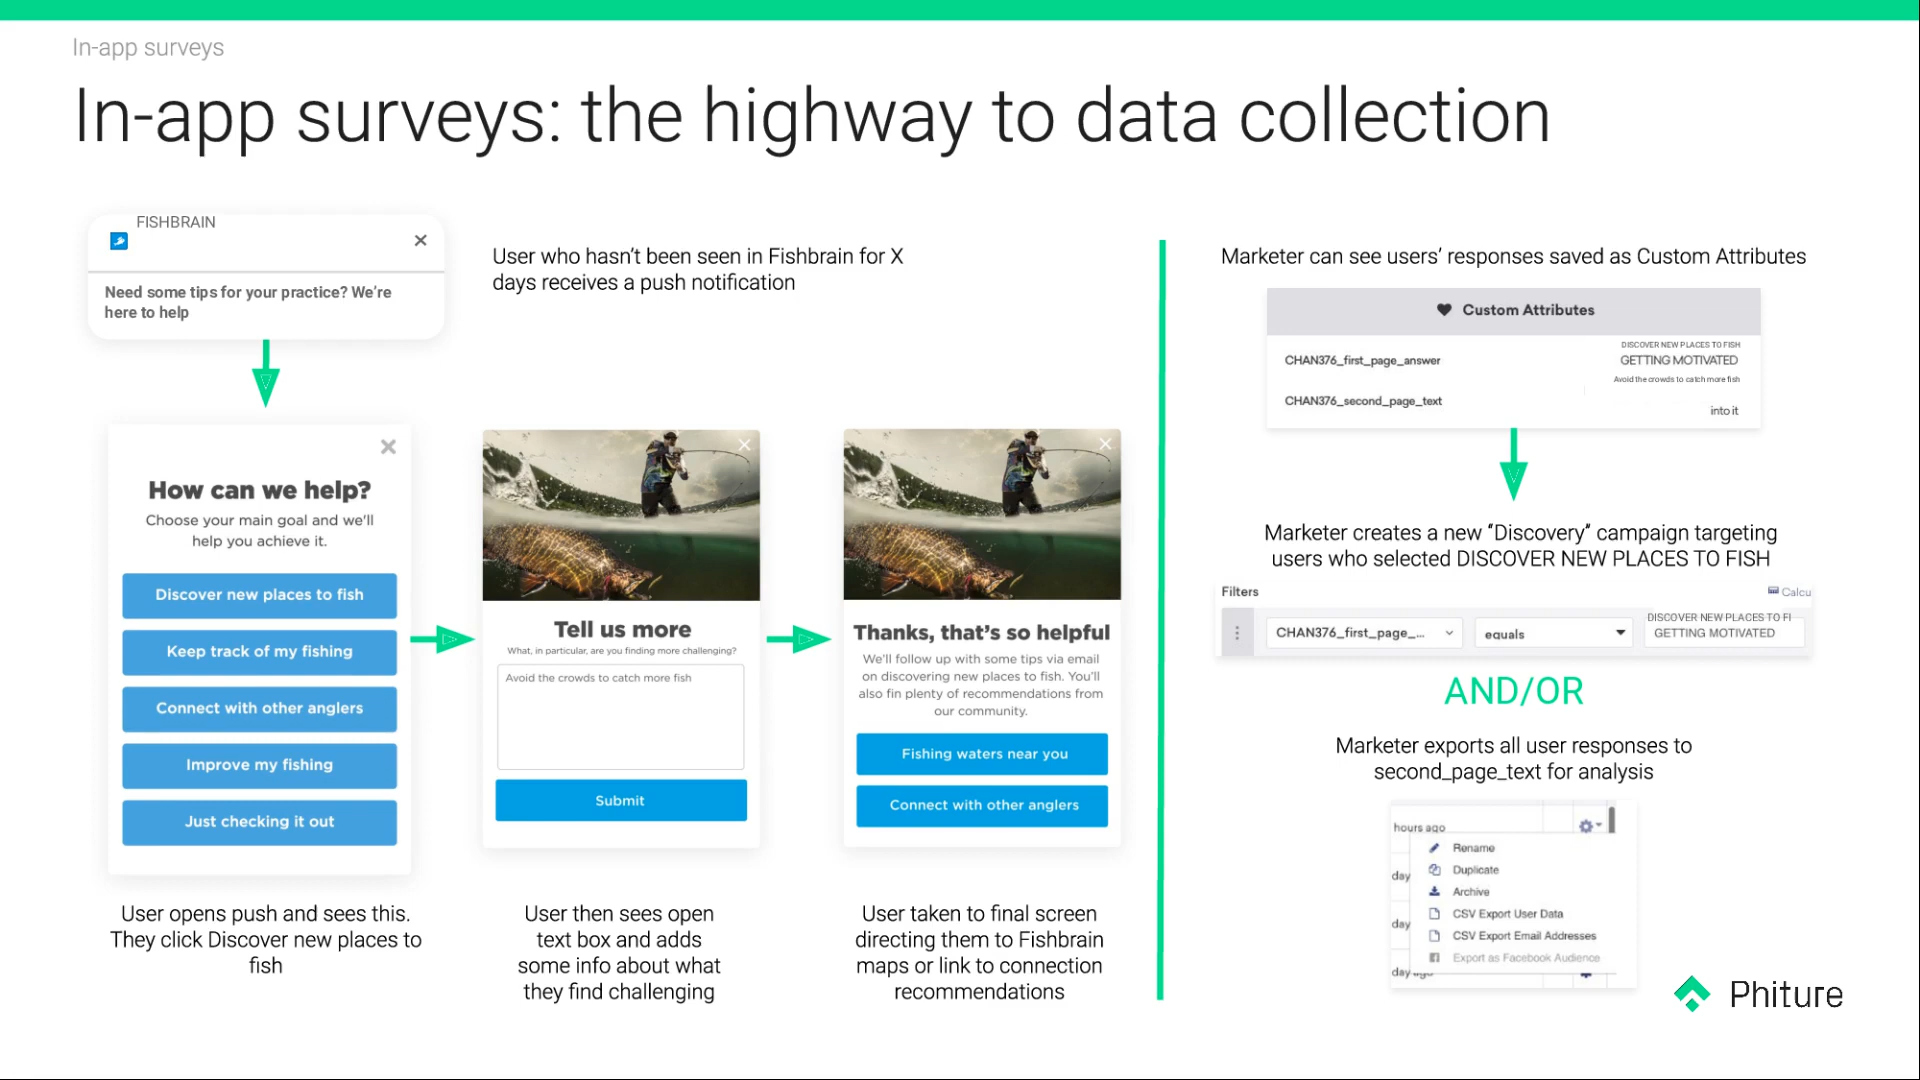 In-app surveys
In-app surveys: the highway to data collection
FISHBRAIN
Need some tips for your practice? We're
here to help
User who hasn't been seen in Fishbrain for X
days receives a push notification
How can we help?
Choose your main goal and we'll
help you achieve it.
Discover new places to fish
Keep track of my fishing
Connect with other anglers
Improve my fishing
Just checking it out
User opens push and sees this.
They click Discover new places to
fish
Tell us more
What, in particular, are you finding more challenging?
Avoid the crowds to catch more fish
Submit
User then sees open
text box and adds
some info about what
they find challenging
Thanks, that's so helpful
We'll follow up with some tips via email
on discovering new places to fish. You'll
also fin plenty of recommendations from
our community.
Fishing waters near you
Connect with other anglers
User taken to final screen
directing them to Fishbrain
maps or link to connection
recommendations
Marketer can see users' responses saved as Custom Attributes
Custom Attributes
DISCOVER NEW PLACES TO FISH
CHAN376_first_page_answer GETTING MOTIVATED
Avoid the crowds to catch more fish
CHAN376_second_page_text
into it
Marketer creates a new “Discovery” campaign targeting
users who selected DISCOVER NEW PLACES TO FISH
Filters Calcu
DISCOVER NEW PLACES TO FI
CHAN376_first_page_... equals GETTING MOTIVATED
AND/OR
Marketer exports all user responses to
second_page_text for analysis
hours ago
Rename
Duplicate
day
Archive
CSV Export User Data
day
CSV Export Email Addresses
Export as Facebook Audience
day ago
Phiture